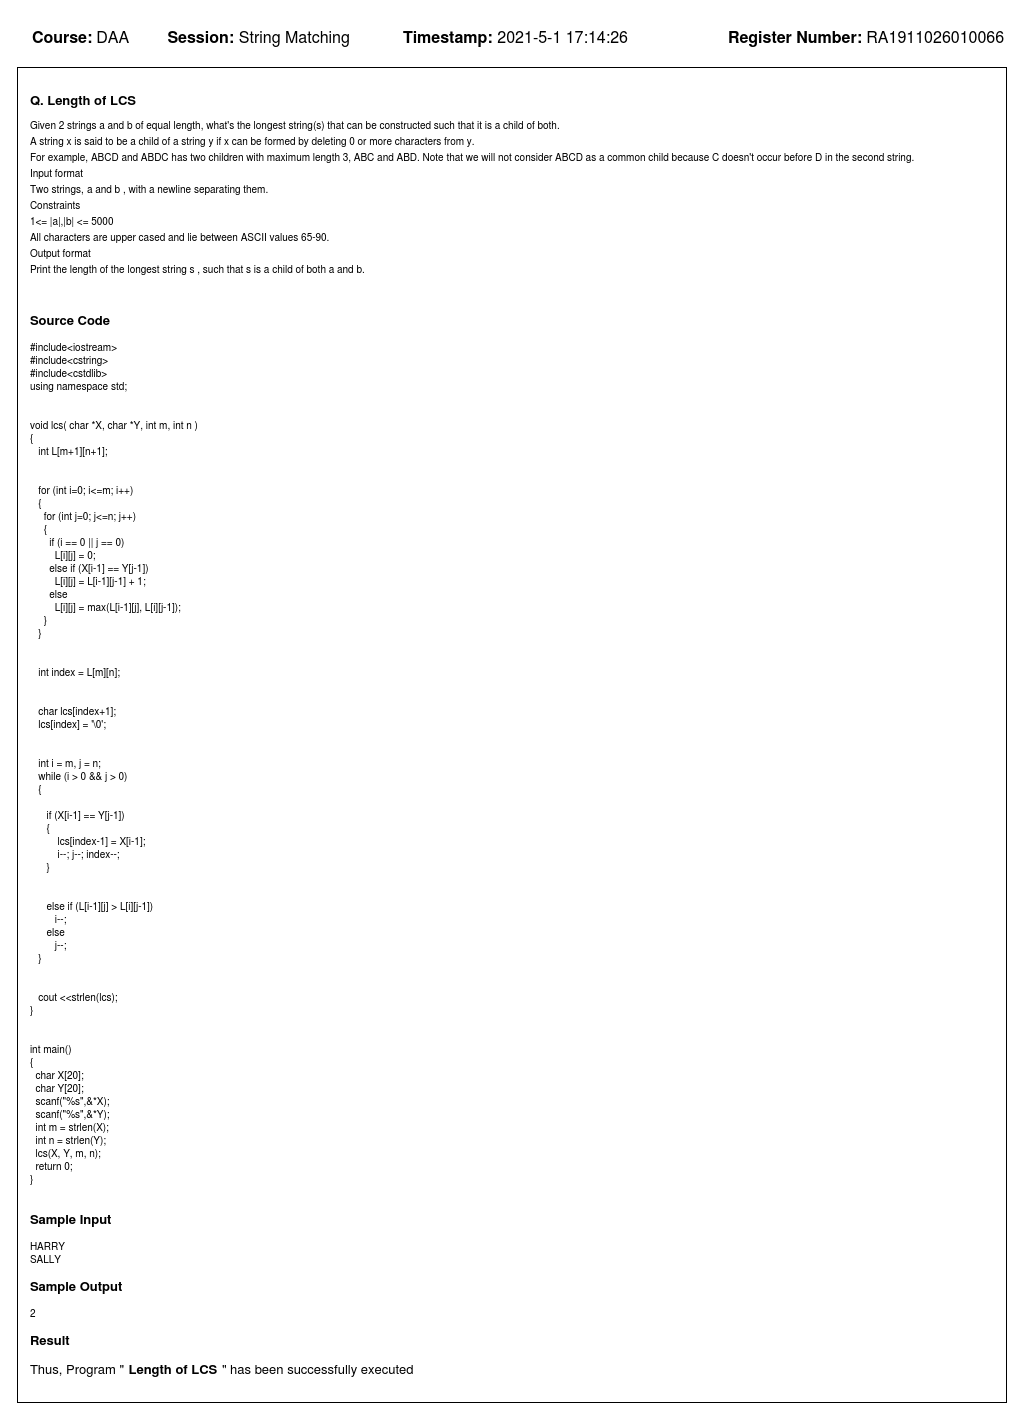 Course: DAA Session: String Matching Timestamp: 2021-5-1 17:14:26 Register Number: RA1911026010066
Q. Length of LCS
Given 2 strings a and b of equal length, what's the longest string(s) that can be constructed such that it is a child of both.
A string x is said to be a child of a string y if x can be formed by deleting 0 or more characters from y.
For example, ABCD and ABDC has two children with maximum length 3, ABC and ABD. Note that we will not consider ABCD as a common child because C doesn't occur before D in the second string.
Input format
Two strings, a and b , with a newline separating them.
Constraints
1<= |a|,|b| <= 5000
All characters are upper cased and lie between ASCII values 65-90.
Output format
Print the length of the longest string s , such that s is a child of both a and b.
Source Code
#include<iostream>
#include<cstring>
#include<cstdlib>
using namespace std;
void lcs( char *X, char *Y, int m, int n )
{
int L[m+1][n+1];
for (int i=0; i<=m; i++)
{
for (int j=0; j<=n; j++)
{
if (i == 0 || j == 0)
L[i][j] = 0;
else if (X[i-1] == Y[j-1])
L[i][j] = L[i-1][j-1] + 1;
else
L[i][j] = max(L[i-1][j], L[i][j-1]);
}
}
int index = L[m][n];
char lcs[index+1];
lcs[index] = '\0';
int i = m, j = n;
while (i > 0 && j > 0)
{
if (X[i-1] == Y[j-1])
{
lcs[index-1] = X[i-1];
i--; j--; index--;
}
else if (L[i-1][j] > L[i][j-1])
i--;
else
j--;
}
cout <<strlen(lcs);
}
int main()
{
char X[20];
char Y[20];
scanf("%s",&*X);
scanf("%s",&*Y);
int m = strlen(X);
int n = strlen(Y);
lcs(X, Y, m, n);
return 0;
}
Sample Input
HARRY
SALLY
Sample Output
2
Result
Thus, Program " Length of LCS " has been successfully executed